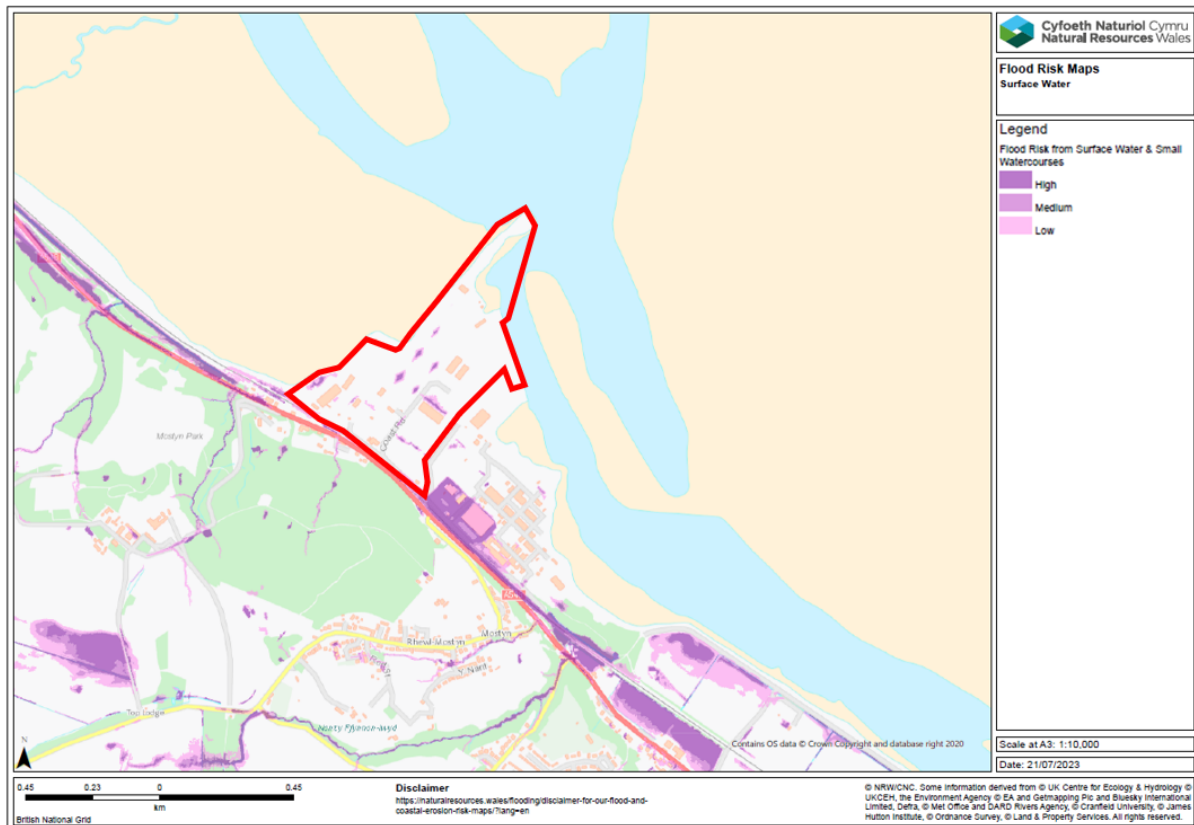 Cyfoeth Naturiol Cymru
Natural Resources Wales
Flood Risk Maps
Surface Water
Legend
Flood Risk from Surface Water & Small
Watercourses
High
Medium
Low
Mostyn Park
Coast Rd
Rhewl Mostyn
Mostyn
Contains OS data © Crown Copyright and database right 2020
N
Scale at A3: 1:10,000
Date: 21/07/2023
0.45 0.23 0 0.45
km
British National Grid
Disclaimer
https://naturalresources.wales/flooding/disclaimer-for-our-flood-and-
coastal-erosion-risk-maps/?lang=en
© NRW/CNC. Some information derived from © UK Centre for Ecology & Hydrology ©
UKCEH, the Environment Agency © EA and Getmapping Plc and Bluesky International
Limited, Defra, © Met Office and DARD Rivers Agency, © Cranfield University, © James
Hutton Institute, © Ordnance Survey, © Land & Property Services. All rights reserved.